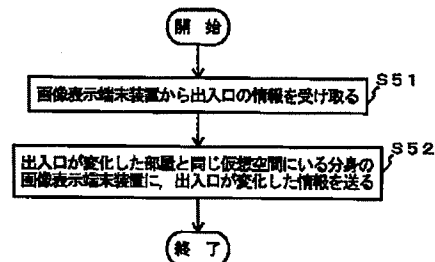 開 始
画像表示端末装置から出入口の情報を受け取る
S51
出入口が変化した部屋と同じ仮想空間にいる分身の
画像表示端末装置に，出入口が変化した情報を送る
S52
終 了